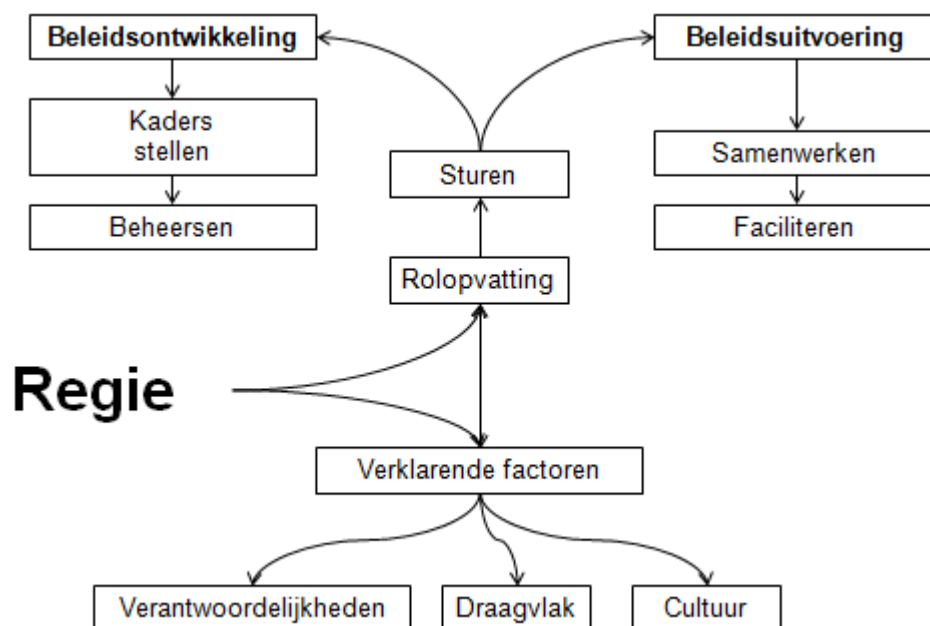 Beleidsontwikkeling
Beleidsuitvoering
Kaders
stellen
Samenwerken
Sturen
Beheersen
Faciliteren
Rolopvatting
Regie
Verklarende factoren
Verantwoordelijkheden
Draagvlak
Cultuur